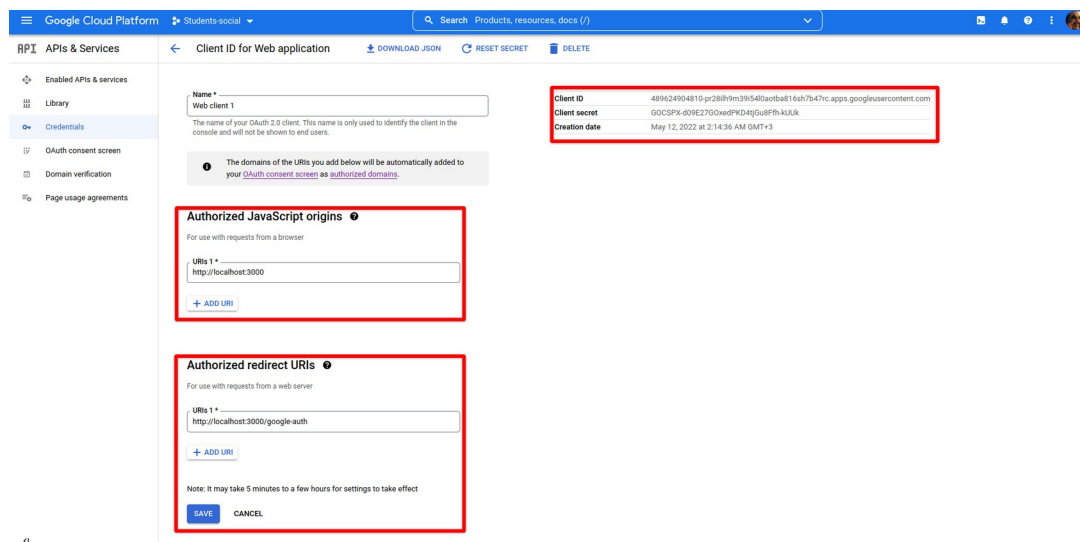 Google Cloud Platform
Students-social
Search Products, resources, docs (/)
API APIs & Services
Client ID for Web application
DOWNLOAD JSON
RESET SECRET
DELETE
Enabled APIs & services
Library
Credentials
OAuth consent screen
Domain verification
Page usage agreements
Name *
Web client 1
The name of your OAuth 2.0 client. This name is only used to identify the client in the
console and will not be shown to end users.
The domains of the URIs you add below will be automatically added to
your OAuth consent screen as authorized domains.
Client ID 489624904810-pr28ilh9m39i54l0aotba816sh7b47rc.apps.googleusercontent.com
Client secret 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
Creation date May 12, 2022 at 2:14:36 AM GMT+3
Authorized JavaScript origins
For use with requests from a browser
URIs 1 *
http://localhost:3000
+ ADD URI
Authorized redirect URIs
For use with requests from a web server
URIs 1 *
http://localhost:3000/google-auth
+ ADD URI
Note: It may take 5 minutes to a few hours for settings to take effect
SAVE
CANCEL